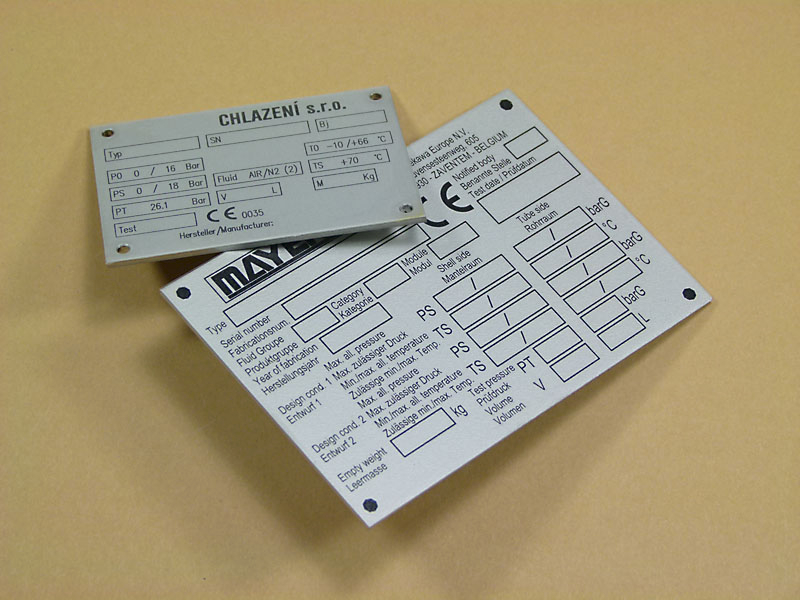 CHLAZENÍ s.r.o.
Typ SN Bj
P0 0 / 16 Bar T0 -10 /+66 °C
PS 0 / 18 Bar Fluid AIR/N2 (2) TS +70 °C
PT 26.1 Bar V L M Kg
Test CE 0035
Hersteller/Manufacturer:
Europe N.V.
605
ZAVENTEM - BELGIUM
Notified body
Benannte Stelle
Test date / Prüfdatum
CE
Type
Serial number
Fabricationsnum.
Fluid Groupe
Produktgruppe
Year of fabrication
Herstellungsjahr
Category
Kategorie
Module
Modul
Shell side
Mantelraum
Tube side
Rohrraum
Design cond. 1
Entwurf 1
Max. all. pressure
Max. zulässiger Druck
PS / / barG
Min./max. all. temperature
Zulässige min./max. Temp.
TS / / °C
Design cond. 2
Entwurf 2
Max. all. pressure
Max. zulässiger Druck
PS / / barG
Min./max. all. temperature
Zulässige min./max. Temp.
TS / / °C
Test pressure
Prüfdruck
PT barG
Volume
Volumen
V L
Empty weight
Leermasse
kg